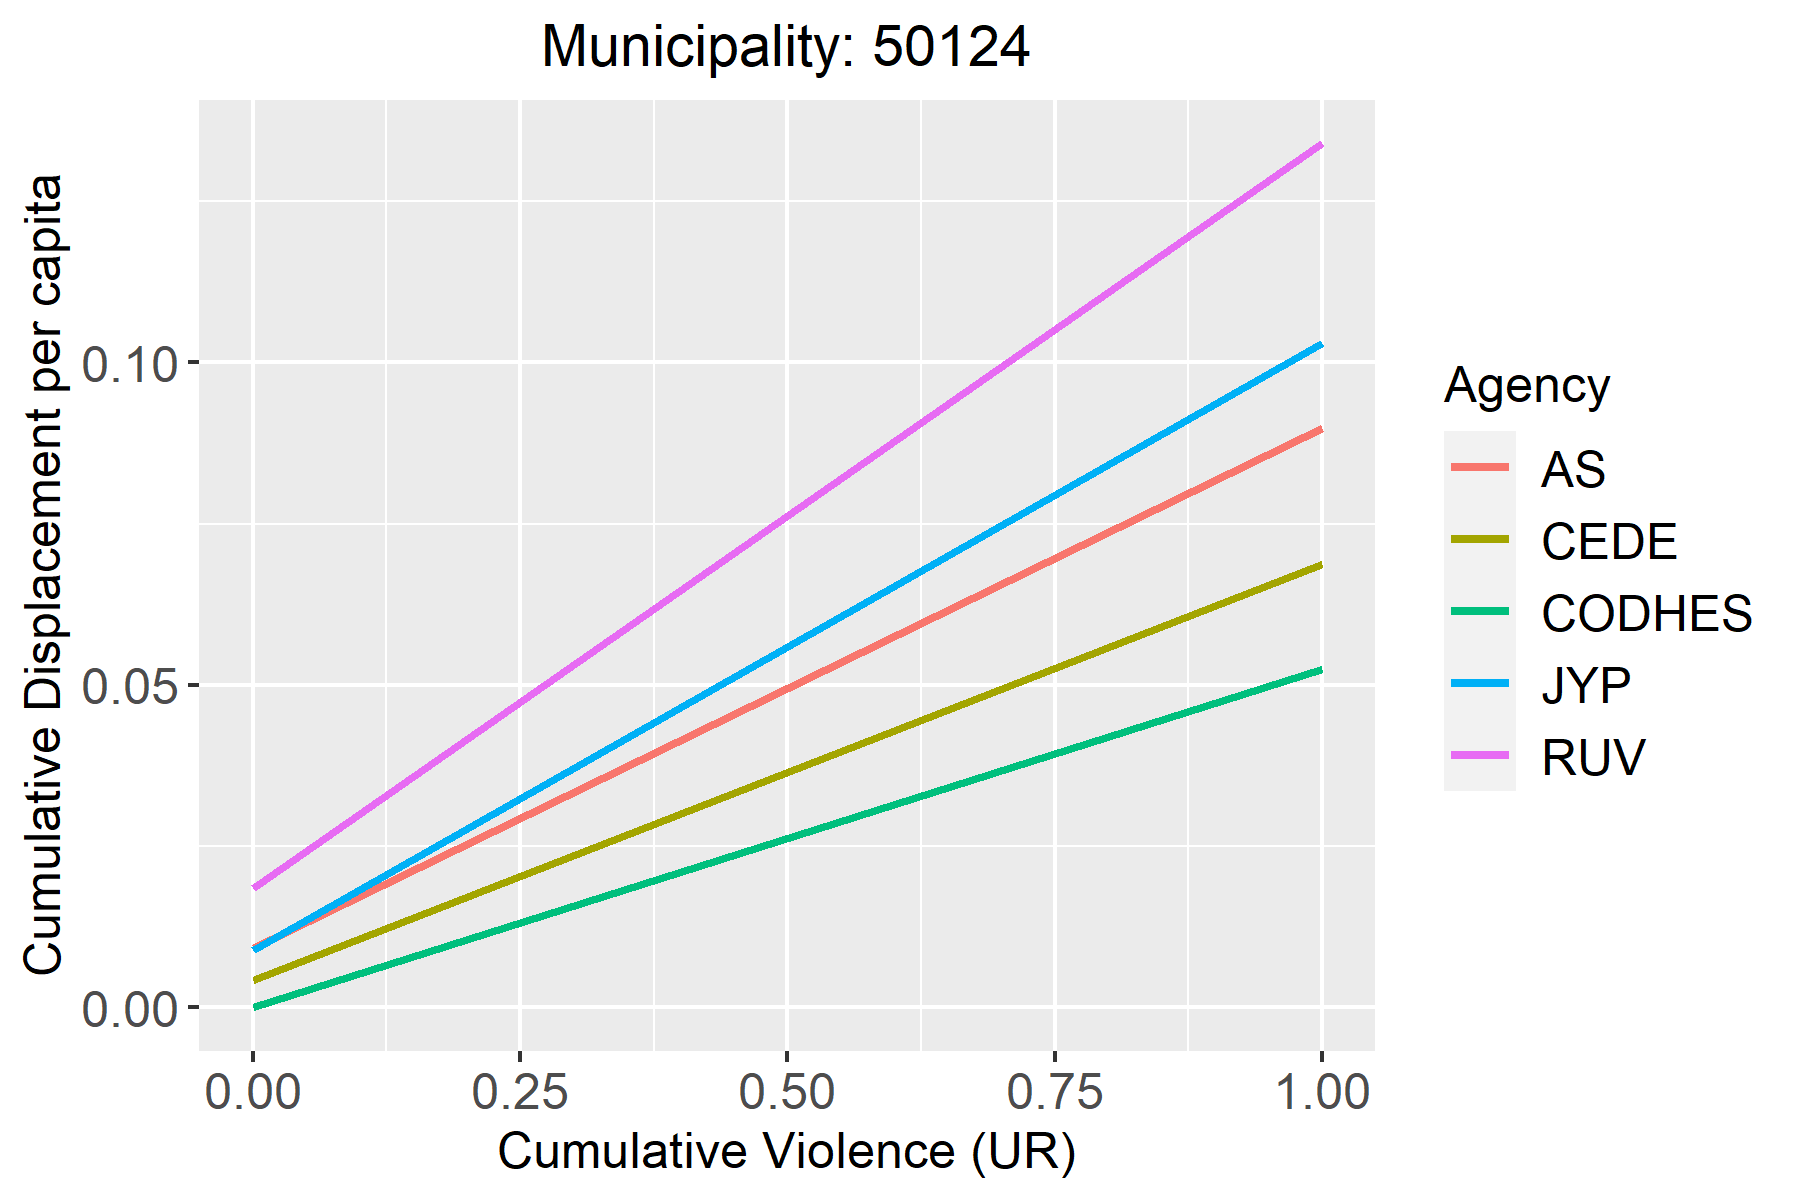 Municipality: 50124
Cumulative Displacement per capita
0.10
0.05
0.00
0.00 0.25 0.50 0.75 1.00
Cumulative Violence (UR)
Agency
AS
CEDE
CODHES
JYP
RUV